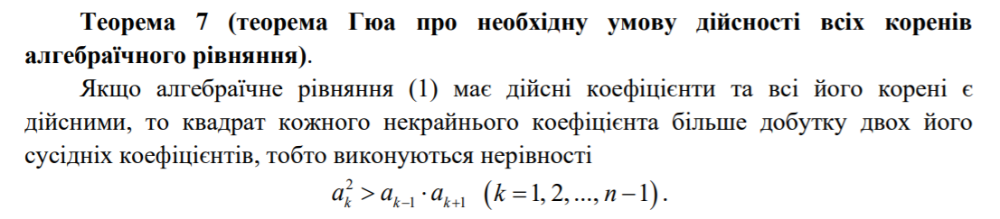 Теорема 7 (теорема Гюа про необхідну умову дійсності всіх коренів
алгебраїчного рівняння).
Якщо алгебраїчне рівняння (1) має дійсні коефіцієнти та всі його корені є
дійсними, то квадрат кожного некрайнього коефіцієнта більше добутку двох його
сусідніх коефіцієнтів, тобто виконуються нерівності
$a_k^2 > a_{k-1} \cdot a_{k+1} \ (k = 1, 2, ..., n-1).$